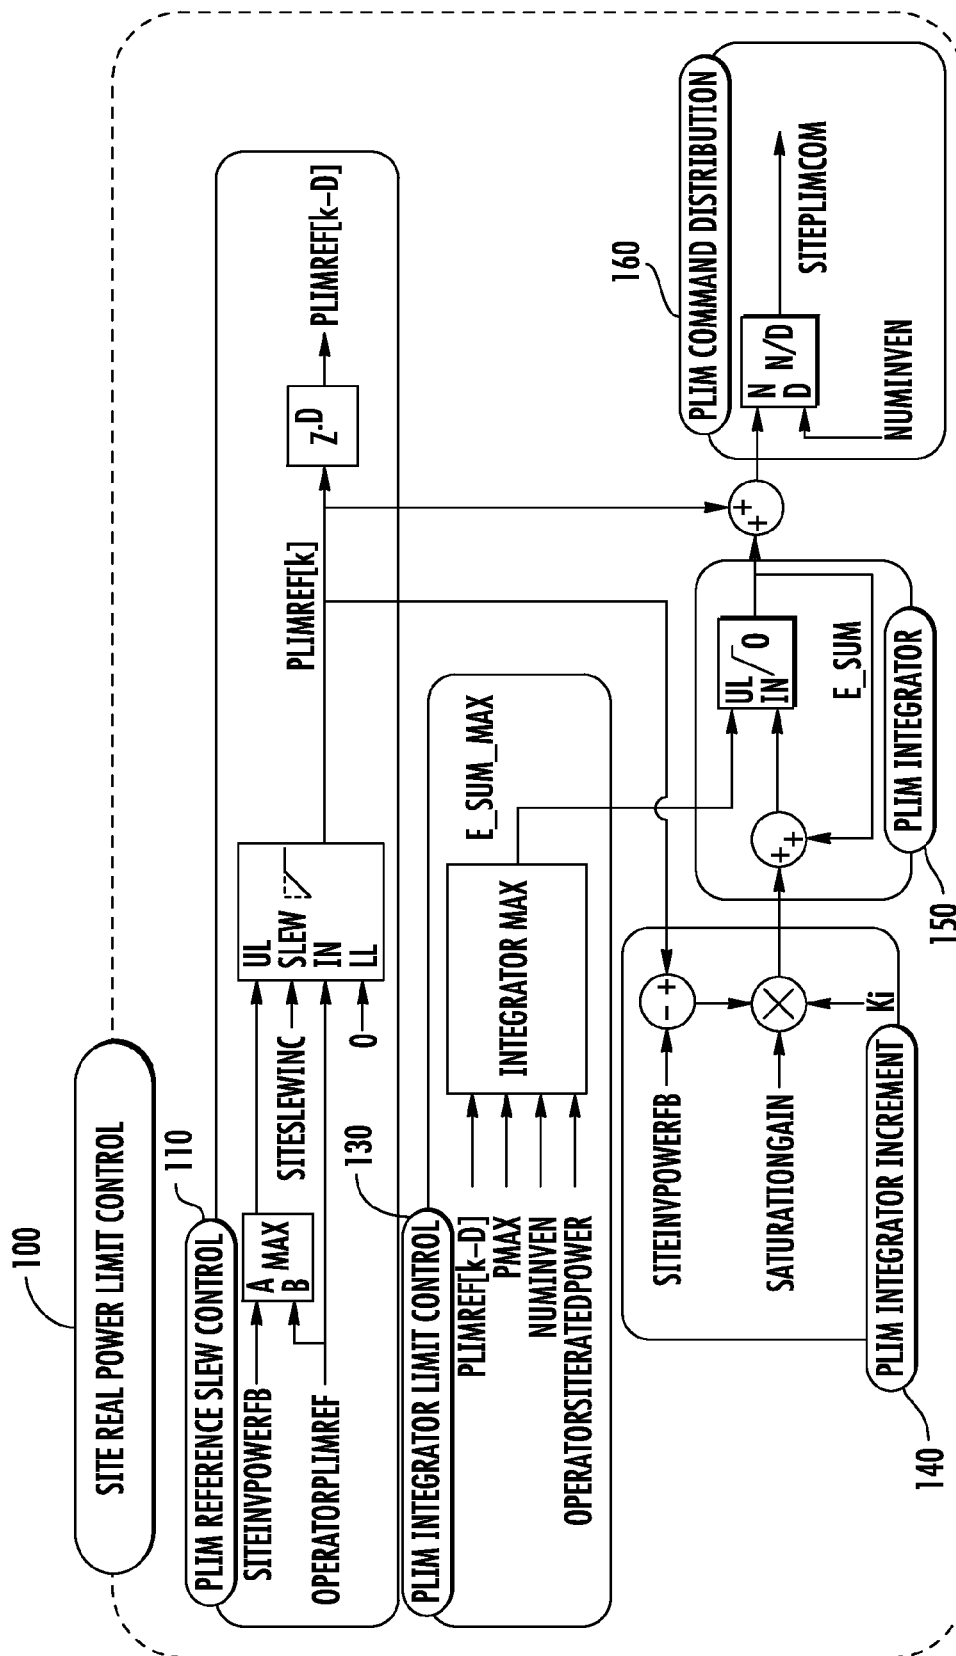 100
SITE REAL POWER LIMIT CONTROL
PLIM REFERENCE SLEW CONTROL
110
SITEINVPOWERFB
OPERATORPLIMREF
A
MAX
B
SITESLEWINC
0
UL
SLEW
IN
LL
PLIMREF[k]
Z-D
PLIMREF[k-D]
PLIM INTEGRATOR LIMIT CONTROL
130
PLIMREF[k-D]
PMAX
NUMINVEN
OPERATORSITERATEDPOWER
INTEGRATOR MAX
E_SUM_MAX
SITEINVPOWERFB
- +
SATURATIONGAIN
Ki
PLIM INTEGRATOR INCREMENT
140
+ +
UL
IN
O
E_SUM
PLIM INTEGRATOR
150
+ +
160
PLIM COMMAND DISTRIBUTION
N
N/D
D
NUMINVEN
SITEPLIMCOM